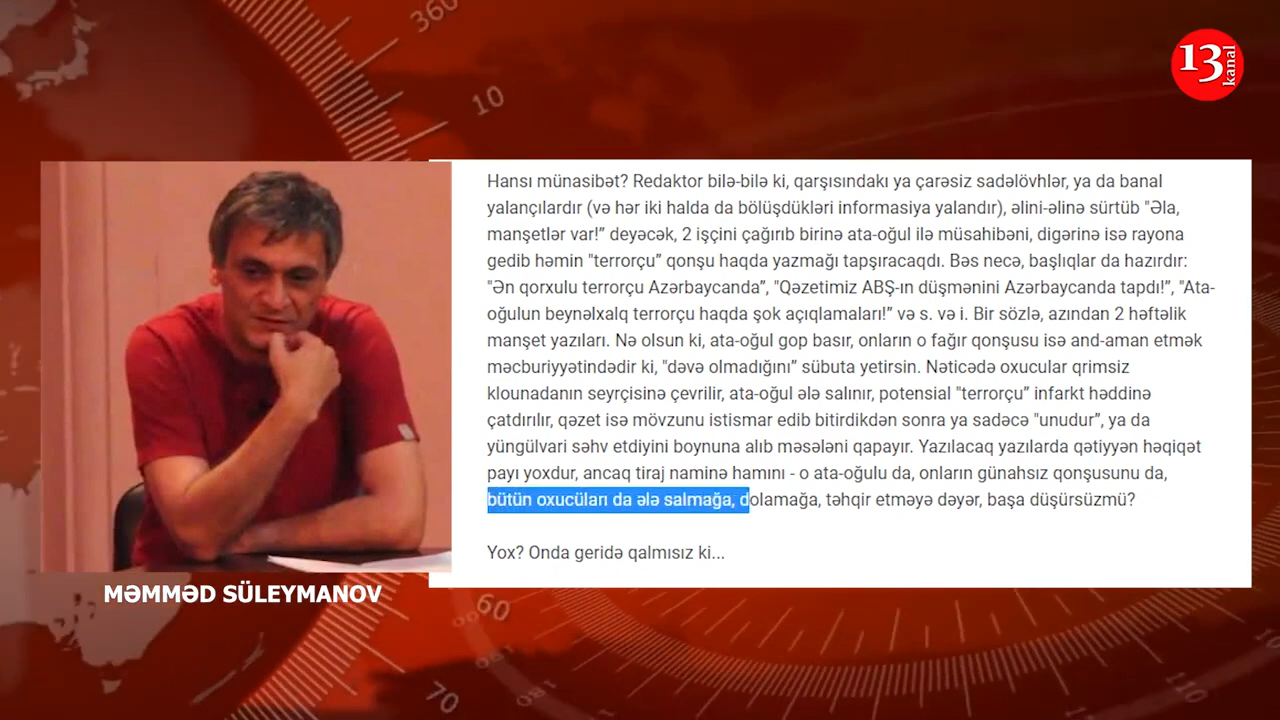 360
10
13
kanal
Hansı münasibət? Redaktor bilə-bilə ki, qarşısındakı ya çarəsiz sadəlövhlər, ya da banal
yalançılardır (və hər iki halda da bölüşdükləri informasiya yalandır), əlini-əlinə sürtüb "Əla,
manşetlər var!” deyəcək, 2 işçini çağırıb birinə ata-oğul ilə müsahibəni, digərinə isə rayona
gedib həmin "terrorçu” qonşu haqda yazmağı tapşıracaqdı. Bəs necə, başlıqlar da hazırdır:
"Ən qorxulu terrorçu Azərbaycanda”, "Qəzetimiz ABŞ-ın düşmənini Azərbaycanda tapdı!”, "Ata-
oğulun beynəlxalq terrorçu haqda şok açıqlamaları!” və s. və i. Bir sözlə, azından 2 həftəlik
manşet yazıları. Nə olsun ki, ata-oğul gop basır, onların o fağır qonşusu isə and-aman etmək
məcburiyyətindədir ki, "dəvə olmadığını” sübuta yetirsin. Nəticədə oxucular qrimsiz
klounadanın seyrçisinə çevrilir, ata-oğul ələ salınır, potensial "terrorçu” infarkt həddinə
çatdırılır, qəzet isə mövzunu istismar edib bitirdikdən sonra ya sadəcə "unudur”, ya da
yüngülvari səhv etdiyini boynuna alıb məsələni qapayır. Yazılacaq yazılarda qətiyyən həqiqət
payı yoxdur, ancaq tiraj naminə hamını - o ata-oğulu da, onların günahsız qonşusunu da,
bütün oxucüları da ələ salmağa, dolamağa, təhqir etməyə dəyər, başa düşürsüzmü?
Yox? Onda geridə qalmısız ki...
MƏMMƏD SÜLEYMANOV
60
70
180
110